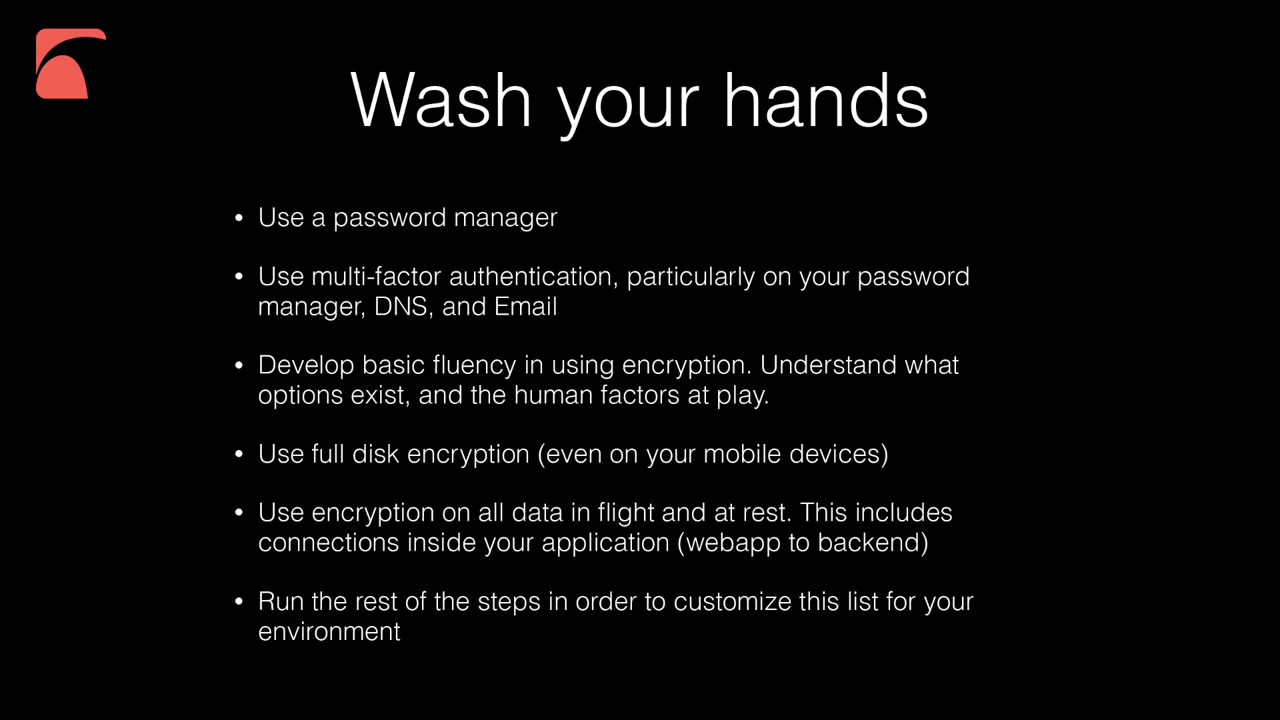 Wash your hands
• Use a password manager
• Use multi-factor authentication, particularly on your password
manager, DNS, and Email
• Develop basic fluency in using encryption. Understand what
options exist, and the human factors at play.
• Use full disk encryption (even on your mobile devices)
• Use encryption on all data in flight and at rest. This includes
connections inside your application (webapp to backend)
• Run the rest of the steps in order to customize this list for your
environment